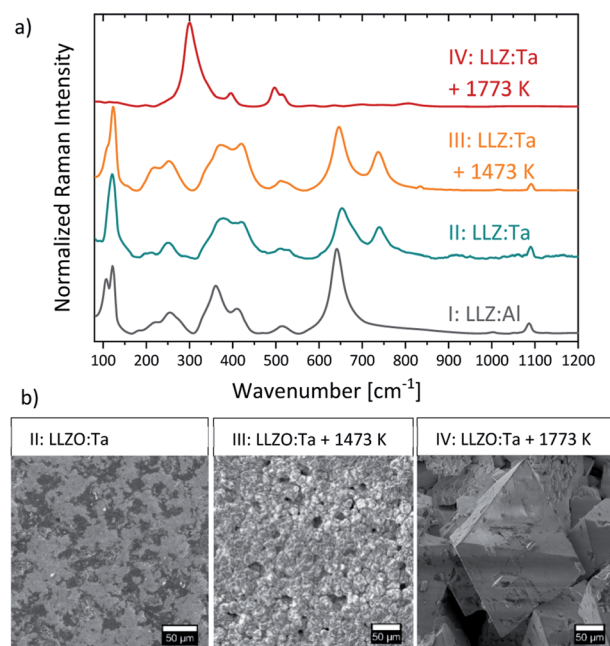 a)
Normalized Raman Intensity
IV: LLZ:Ta
+ 1773 K
III: LLZ:Ta
+ 1473 K
II: LLZ:Ta
I: LLZ:Al
100 200 300 400 500 600 700 800 900 1000 1100 1200
Wavenumber [cm⁻¹]
b)
II: LLZO:Ta
III: LLZO:Ta + 1473 K
IV: LLZO:Ta + 1773 K
50 µm
50 µm
50 µm